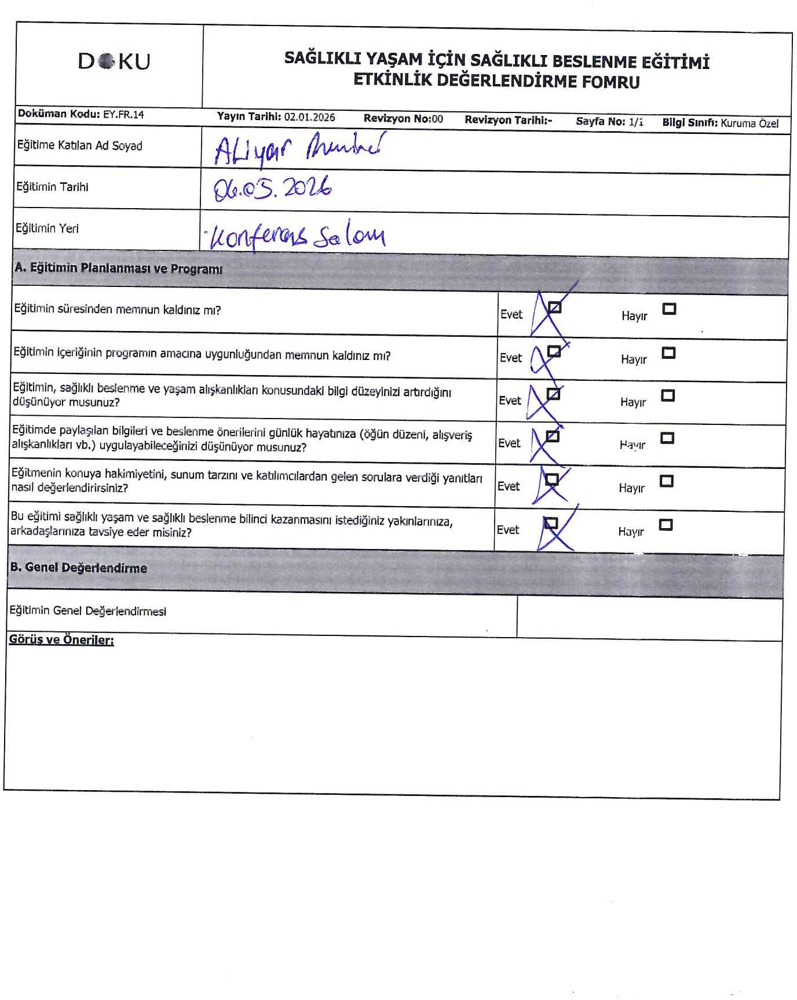 DOKU
SAĞLIKLI YAŞAM İÇİN SAĞLIKLI BESLENME EĞİTİMİ
ETKİNLİK DEĞERLENDİRME FOMRU
Doküman Kodu: EY.FR.14 Yayın Tarihi: 02.01.2026 Revizyon No:00 Revizyon Tarihi:- Sayfa No: 1/1 Bilgi Sınıfı: Kuruma Özel
Eğitime Katılan Ad Soyad ALiyar
Eğitimin Tarihi 06.05.2026
Eğitimin Yeri Konferans Salonu
A. Eğitimin Planlanması ve Programı
Eğitimin süresinden memnun kaldınız mı? Evet Hayır
Eğitimin içeriğinin programın amacına uygunluğundan memnun kaldınız mı? Evet Hayır
Eğitimin, sağlıklı beslenme ve yaşam alışkanlıkları konusundaki bilgi düzeyinizi artırdığını
düşünüyor musunuz? Evet Hayır
Eğitimde paylaşılan bilgileri ve beslenme önerilerini günlük hayatınıza (öğün düzeni, alışveriş
alışkanlıkları vb.) uygulayabileceğinizi düşünüyor musunuz? Evet Hayır
Eğitmenin konuya hakimiyetini, sunum tarzını ve katılımcılardan gelen sorulara verdiği yanıtları
nasıl değerlendirirsiniz? Evet Hayır
Bu eğitimi sağlıklı yaşam ve sağlıklı beslenme bilinci kazanmasını istediğiniz yakınlarınıza,
arkadaşlarınıza tavsiye eder misiniz? Evet Hayır
B. Genel Değerlendirme
Eğitimin Genel Değerlendirmesi
Görüş ve Öneriler: